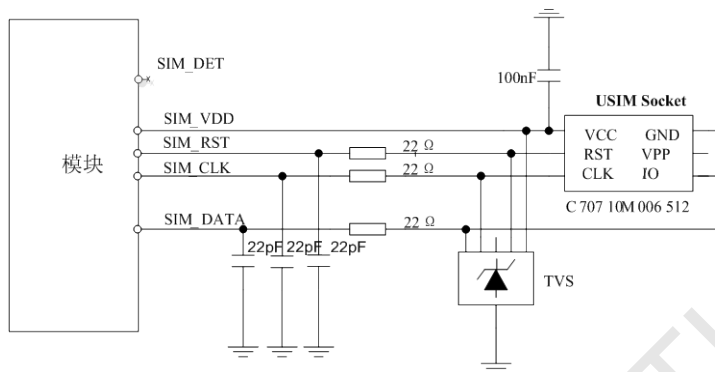 SIM_DET
100nF
USIM Socket
SIM_VDD
VCC GND
SIM_RST
22 Ω
RST VPP
模块
SIM_CLK
22 Ω
CLK IO
C 707 10M 006 512
SIM_DATA
22 Ω
22pF 22pF 22pF
TVS